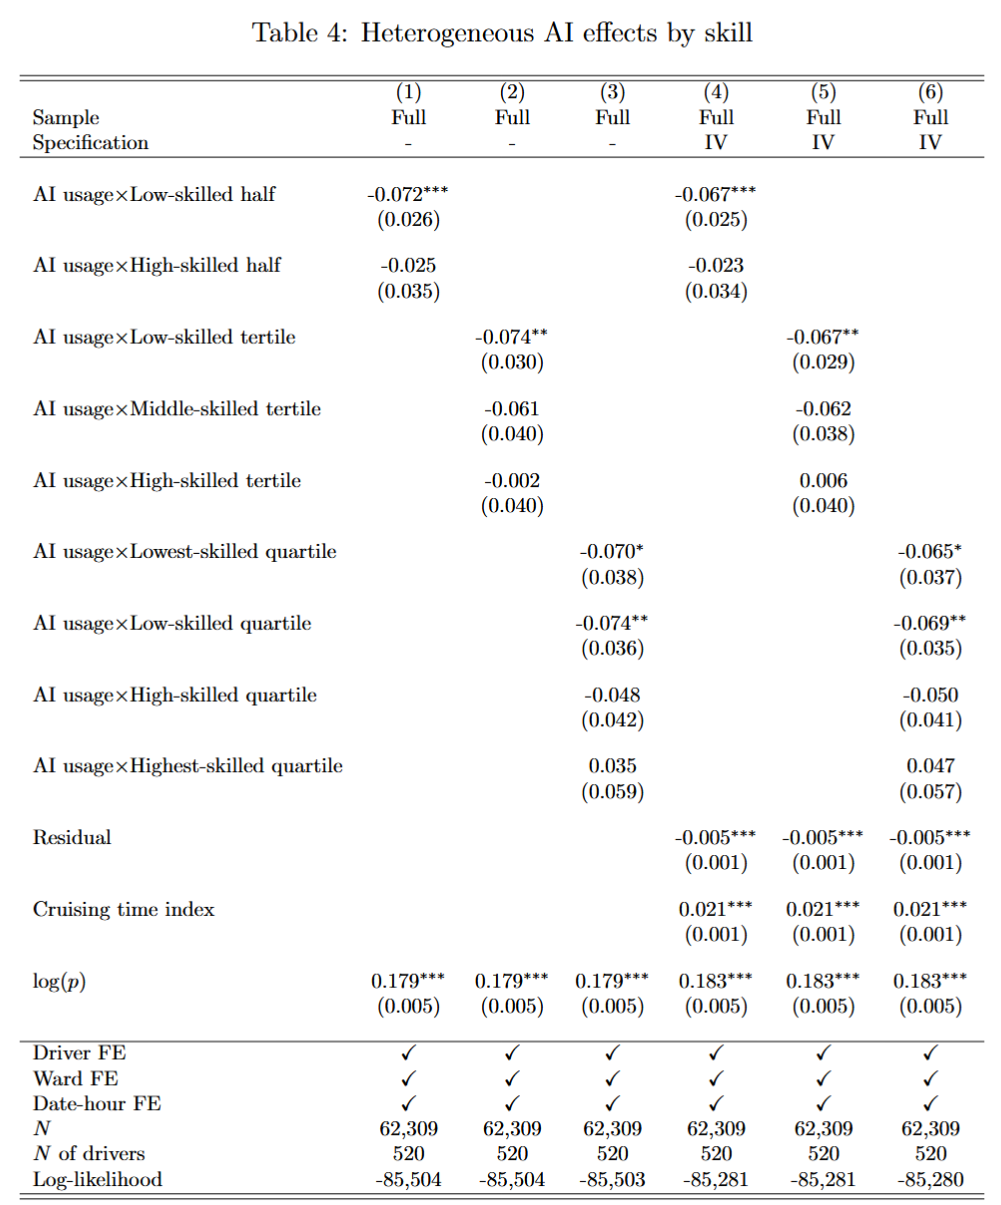 Table 4: Heterogeneous AI effects by skill
(1) (2) (3) (4) (5) (6)
Sample Full Full Full Full Full Full
Specification - - - IV IV IV
AI usage×Low-skilled half -0.072*** -0.067***
(0.026) (0.025)
AI usage×High-skilled half -0.025 -0.023
(0.035) (0.034)
AI usage×Low-skilled tertile -0.074** -0.067**
(0.030) (0.029)
AI usage×Middle-skilled tertile -0.061 -0.062
(0.040) (0.038)
AI usage×High-skilled tertile -0.002 0.006
(0.040) (0.040)
AI usage×Lowest-skilled quartile -0.070* -0.065*
(0.038) (0.037)
AI usage×Low-skilled quartile -0.074** -0.069**
(0.036) (0.035)
AI usage×High-skilled quartile -0.048 -0.050
(0.042) (0.041)
AI usage×Highest-skilled quartile 0.035 0.047
(0.059) (0.057)
Residual -0.005*** -0.005*** -0.005***
(0.001) (0.001) (0.001)
Cruising time index 0.021*** 0.021*** 0.021***
(0.001) (0.001) (0.001)
log(p) 0.179*** 0.179*** 0.179*** 0.183*** 0.183*** 0.183***
(0.005) (0.005) (0.005) (0.005) (0.005) (0.005)
Driver FE ✓ ✓ ✓ ✓ ✓ ✓
Ward FE ✓ ✓ ✓ ✓ ✓ ✓
Date-hour FE ✓ ✓ ✓ ✓ ✓ ✓
N 62,309 62,309 62,309 62,309 62,309 62,309
N of drivers 520 520 520 520 520 520
Log-likelihood -85,504 -85,504 -85,503 -85,281 -85,281 -85,280